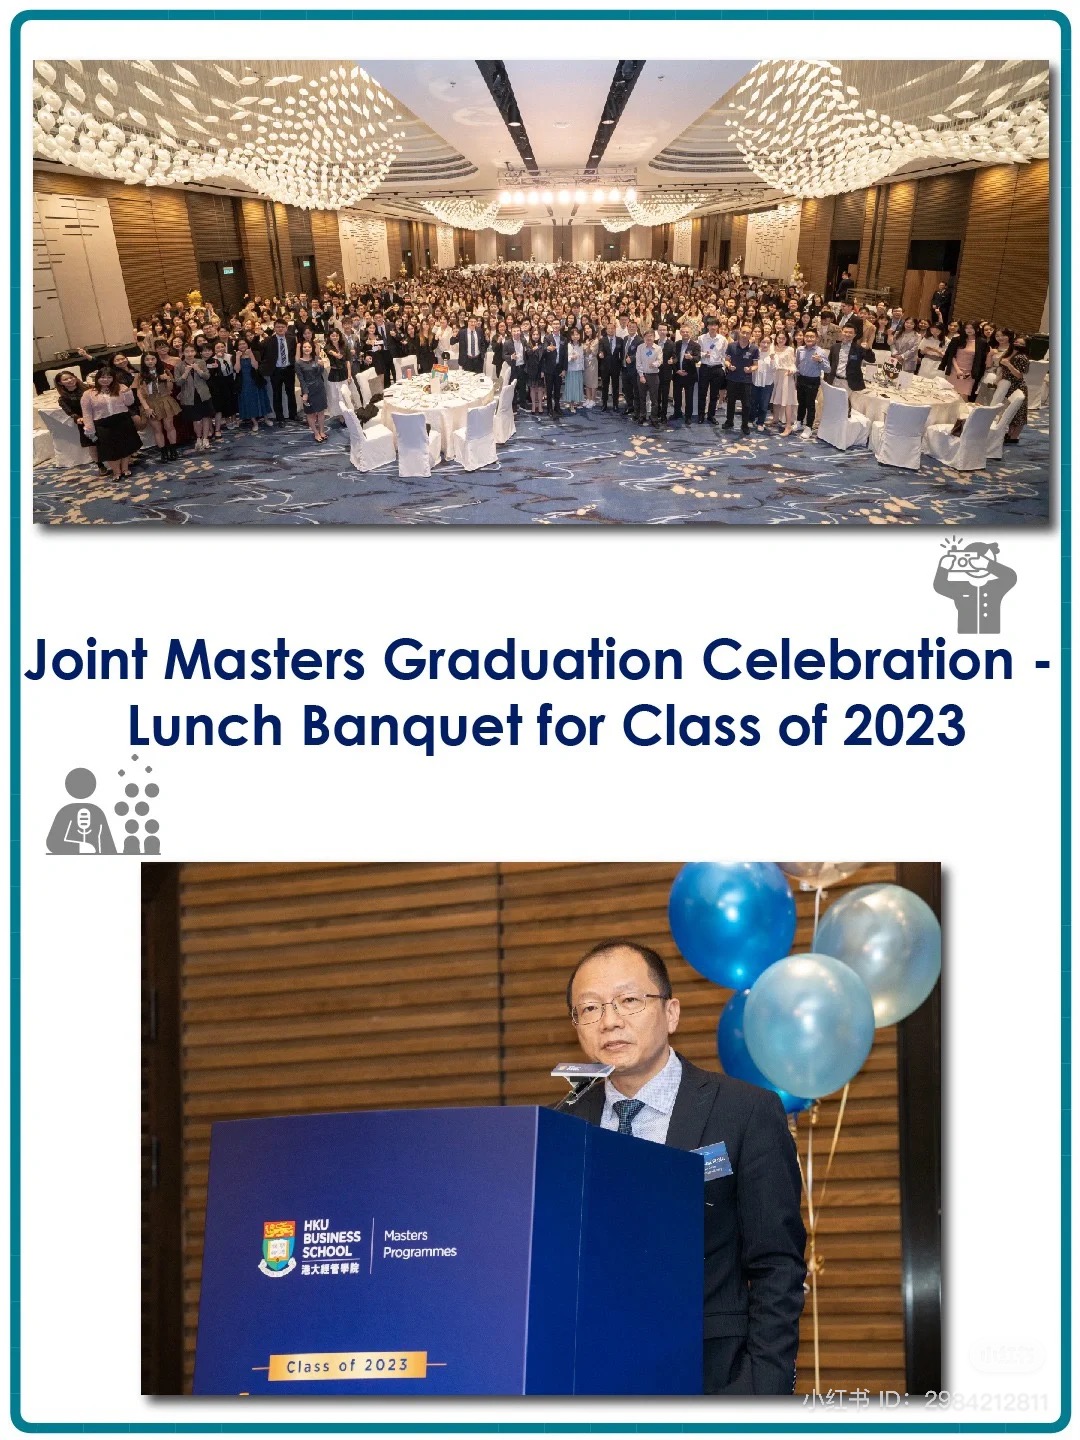 Joint Masters Graduation Celebration -
Lunch Banquet for Class of 2023
HKU
BUSINESS
SCHOOL
港大經管學院
Masters
Programmes
Class of 2023
小红书 ID: 2984212811